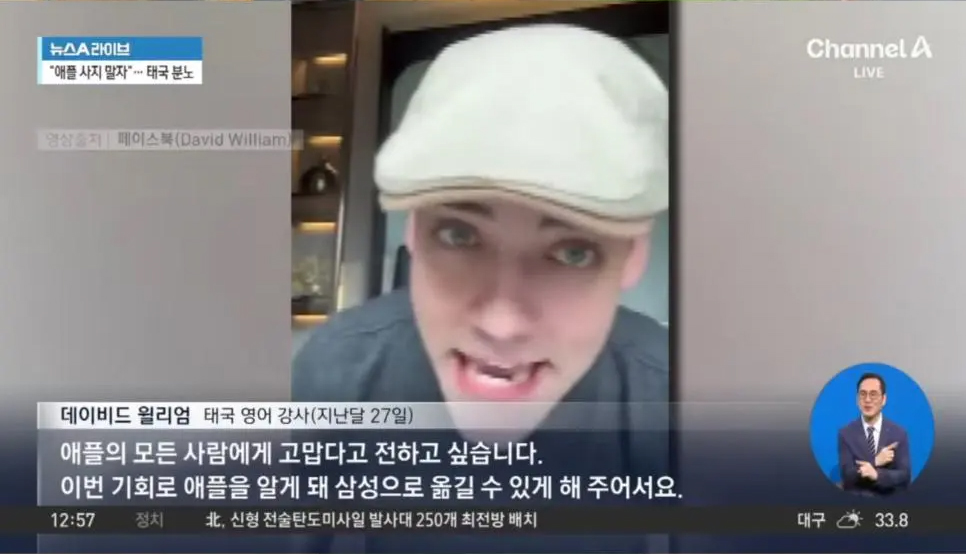 뉴스A 라이브
"애플 사지 말자"… 태국 분노
Channel A
LIVE
영상출처 | 페이스북(David William)
데이비드 윌리엄 태국 영어 강사(지난달 27일)
애플의 모든 사람에게 고맙다고 전하고 싶습니다.
이번 기회로 애플을 알게 돼 삼성으로 옮길 수 있게 해 주어서요.
12:57 정치 北, 신형 전술탄도미사일 발사대 250개 최전방 배치 대구 33.8